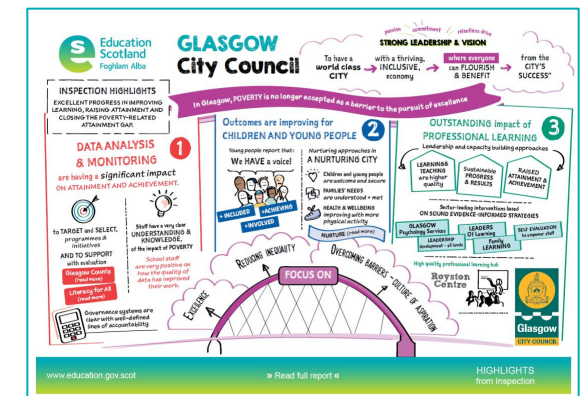 Education
Scotland
Foghlam Alba
GLASGOW
City Council
passion commitment relentless drive
STRONG LEADERSHIP & VISION
To have a
world class
CITY
with a thriving,
INCLUSIVE,
economy
where everyone
can FLOURISH
& BENEFIT
from the
CITY'S
SUCCESS"
In Glasgow, POVERTY is no longer accepted as a barrier to the pursuit of excellence
INSPECTION HIGHLIGHTS
EXCELLENT PROGRESS IN IMPROVING
LEARNING, RAISING ATTAINMENT AND
CLOSING THE POVERTY-RELATED
ATTAINMENT GAP.
DATA ANALYSIS
& MONITORING
1
are having a significant impact
ON ATTAINMENT AND ACHIEVEMENT.
to TARGET and SELECT,
programmes &
initiatives
AND TO SUPPORT
with evaluation
Glasgow Counts
(read more)
Literacy for All
(read more)
Staff have a very clear
UNDERSTANDING &
KNOWLEDGE,
of the impact of POVERTY
School staff
are very positive on
how the quality of
data has improved
their work.
Governance systems are
clear with well-defined
lines of accountability
Outcomes are improving for
CHILDREN AND YOUNG PEOPLE
2
Young people report that:
WE HAVE a voice!
+ INCLUDED
+ACHIEVING
+INVOLVED
Nurturing approaches in
A NURTURING CITY
Children and young people
are welcome and secure
FAMILIES' NEEDS
are understood + met
HEALTH & WELLBEING
improving with more
physical activity
NURTURE (read more)
OUTSTANDING impact of
PROFESSIONAL LEARNING
3
Leadership and capacity building approaches
LEARNING &
TEACHING
are higher
quality
Sustainable
PROGRESS
& RESULTS
RAISED
ATTAINMENT &
ACHIEVEMENT
Sector-leading interventions based
ON SOUND EVIDENCE-INFORMED STRATEGIES
GLASGOW
Psychology Services
LEADERS
Of Learning
SELF EVALUATION
to empower staff
LEADERSHIP
development - all levels
Family
LEARNING
High quality professional learning hub
Royston
Centre
EXCELLENCE
REDUCING INEQUITY
FOCUS ON
OVERCOMING BARRIERS - CULTURE OF ASPIRATION
Glasgow
CITY COUNCIL
www.education.gov.scot
» Read full report «
HIGHLIGHTS
from Inspection